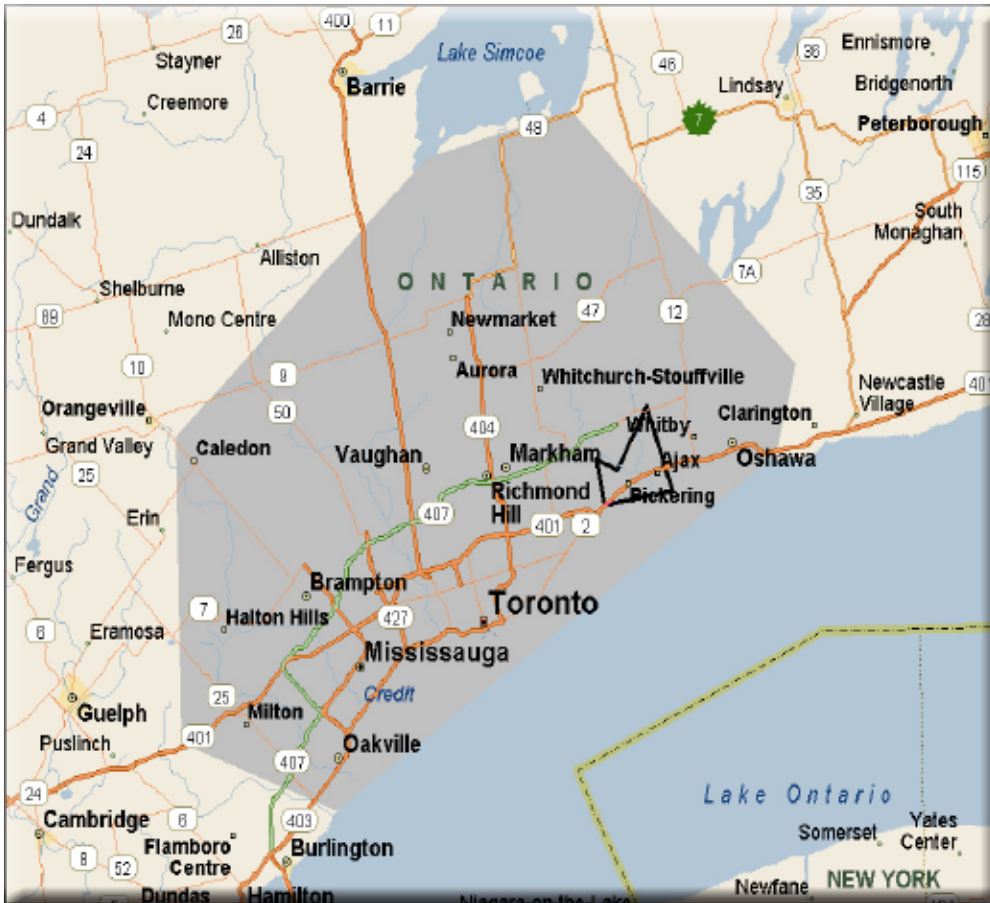 400
11
26
Stayner
Lake Simcoe
Ennismore
36
46
Barrie
Lindsay
Bridgenorth
Creemore
4
7
48
Peterborough
24
115
35
Dundalk
South
Monaghan
Alliston
7A
ONTARIO
Shelburne
89
Mono Centre
47
12
Newmarket
28
10
9
Aurora
Whitchurch-Stouffville
401
Newcastle
Village
Orangeville
50
Clarington
Whitby
404
Grand Valley
Caledon
Vaughan
Markham
Ajax
Oshawa
25
Grand
Richmond
Hill
Pickering
407
401
2
Erin
Fergus
Brampton
Toronto
7
Halton Hills
427
6
Eramosa
Mississauga
Credit
25
Guelph
Milton
401
Puslinch
Oakville
407
24
Lake Ontario
Cambridge
6
403
Somerset
Yates
Center
Flamboro
Centre
Burlington
8
52
Dundas
Hamilton
Newfane
NEW YORK
Niagara on the Lake